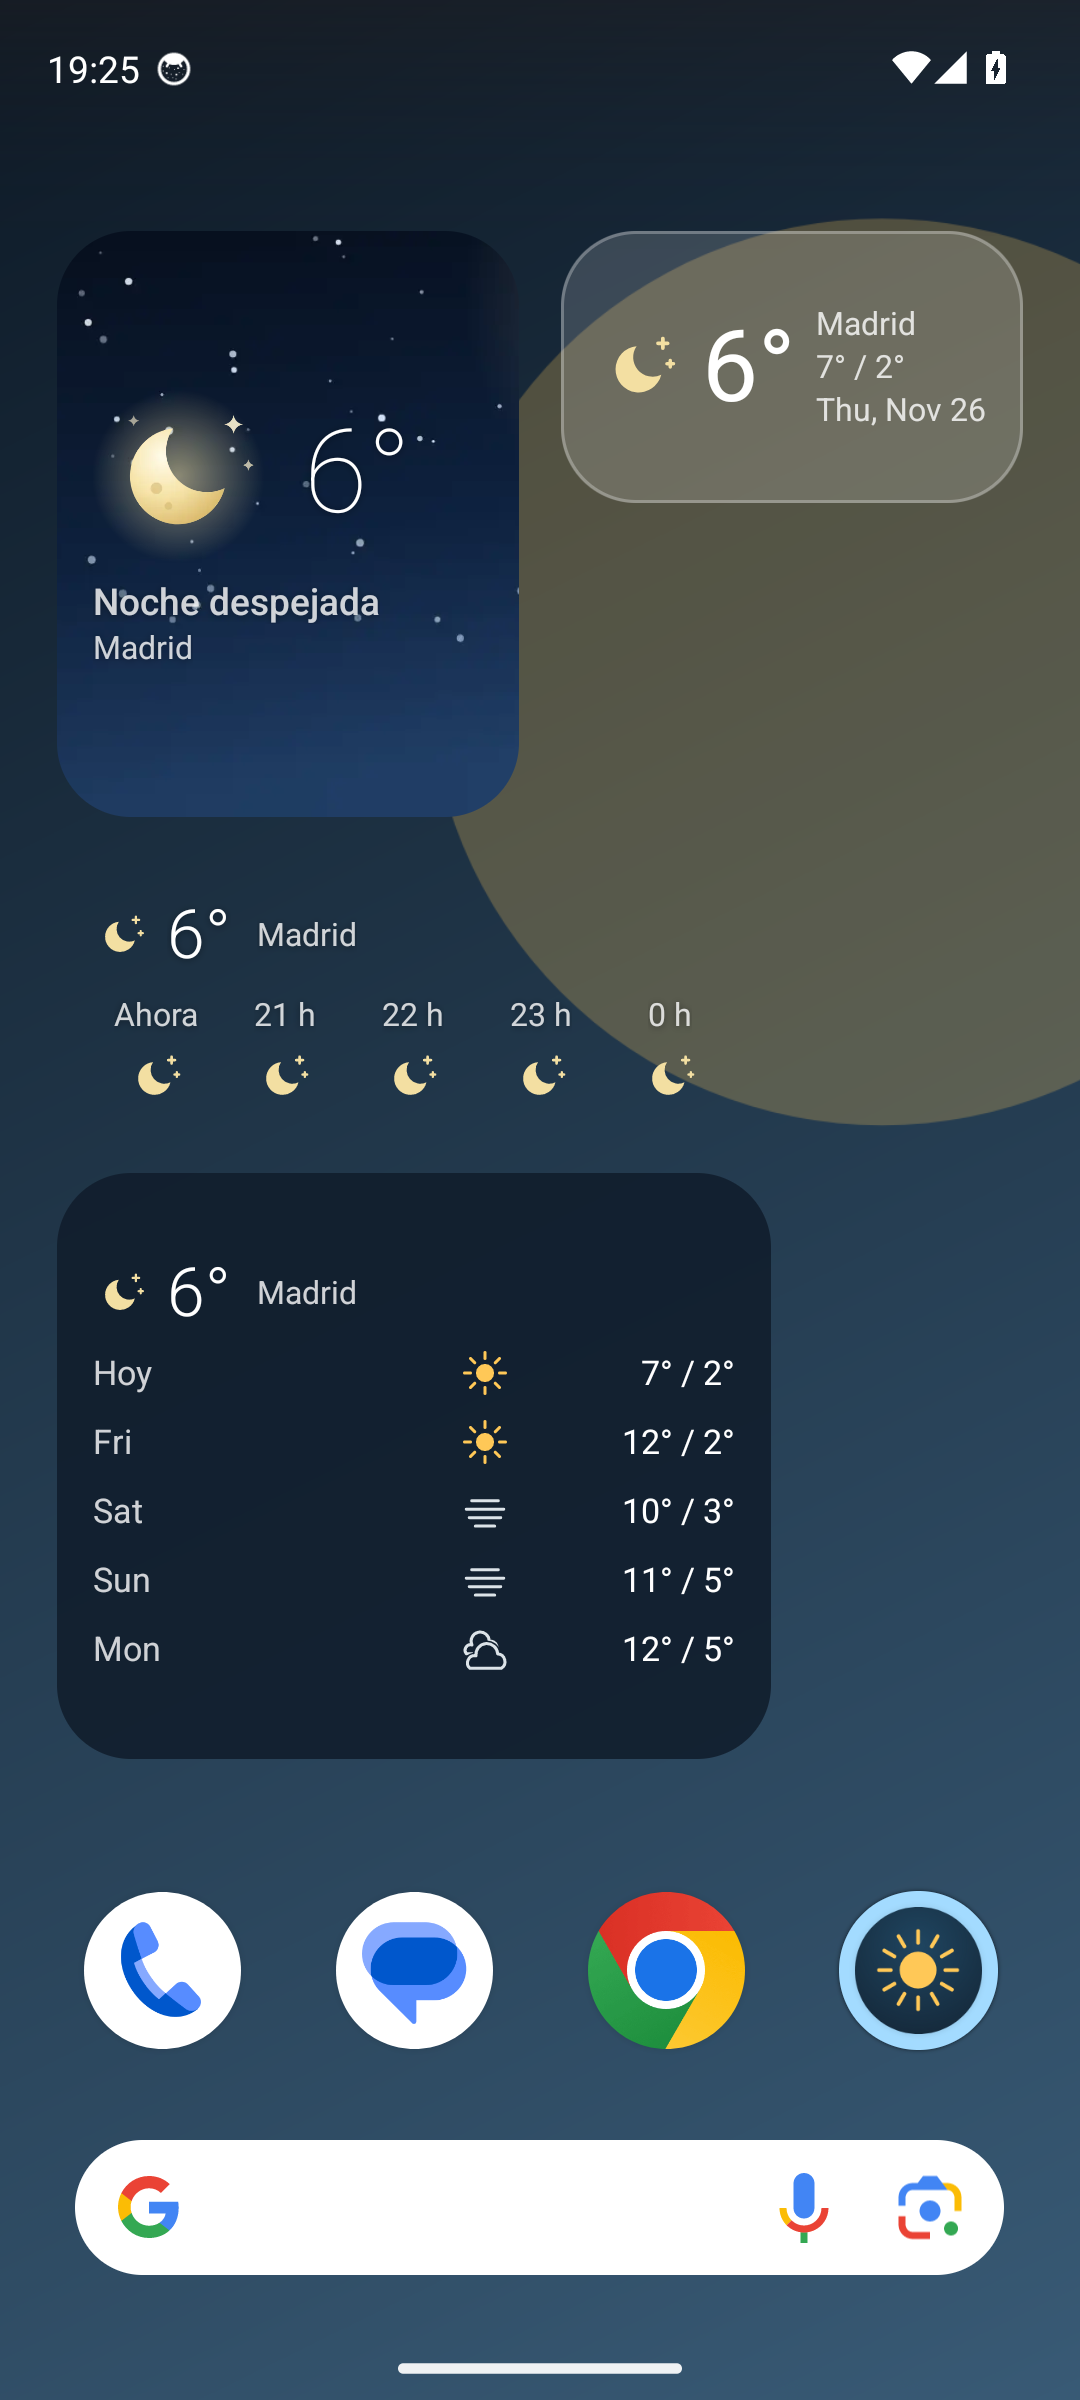 19:25
6°
Noche despejada
Madrid
6°
Madrid
7° / 2°
Thu, Nov 26
6°
Madrid
Ahora 21 h 22 h 23 h 0 h
6°
Madrid
Hoy 7° / 2°
Fri 12° / 2°
Sat 10° / 3°
Sun 11° / 5°
Mon 12° / 5°